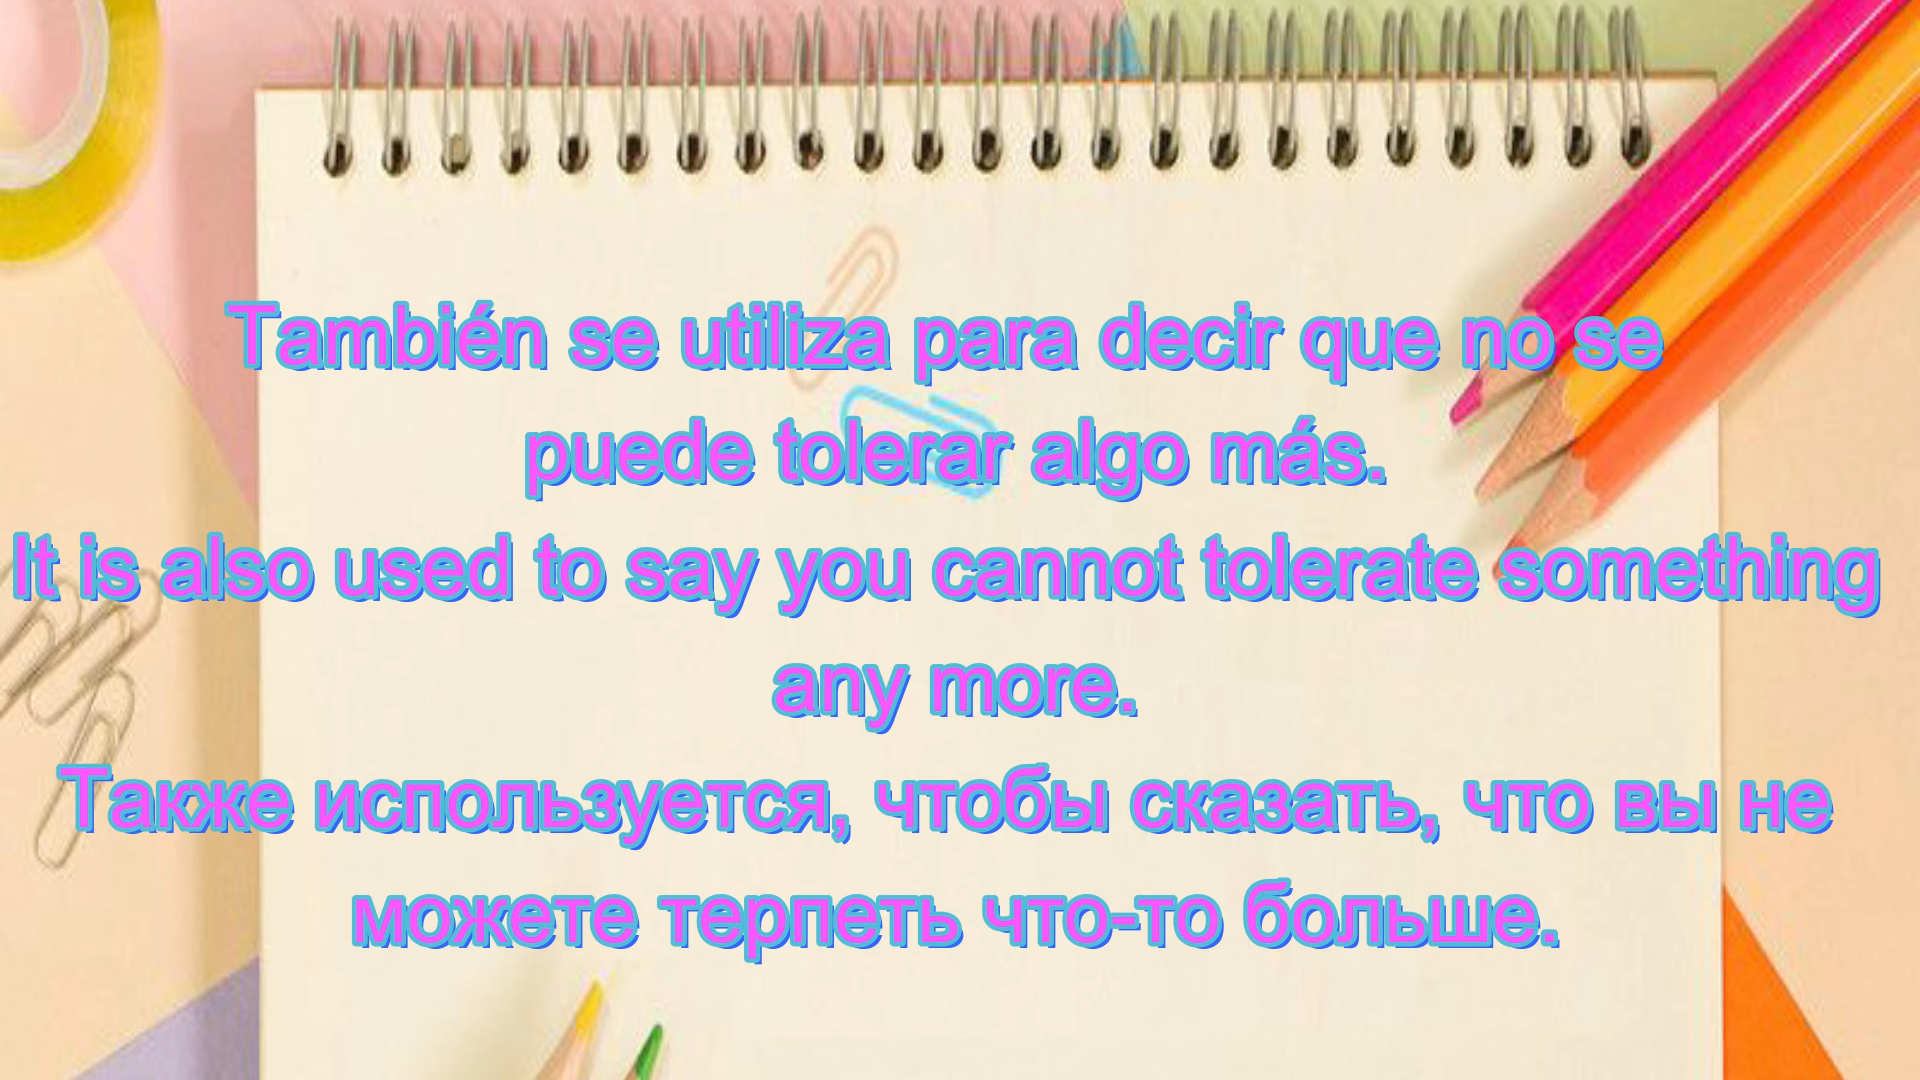 También se utiliza para decir que no se
puede tolerar algo más.
It is also used to say you cannot tolerate something
any more.
Также используется, чтобы сказать, что вы не
можете терпеть что-то больше.